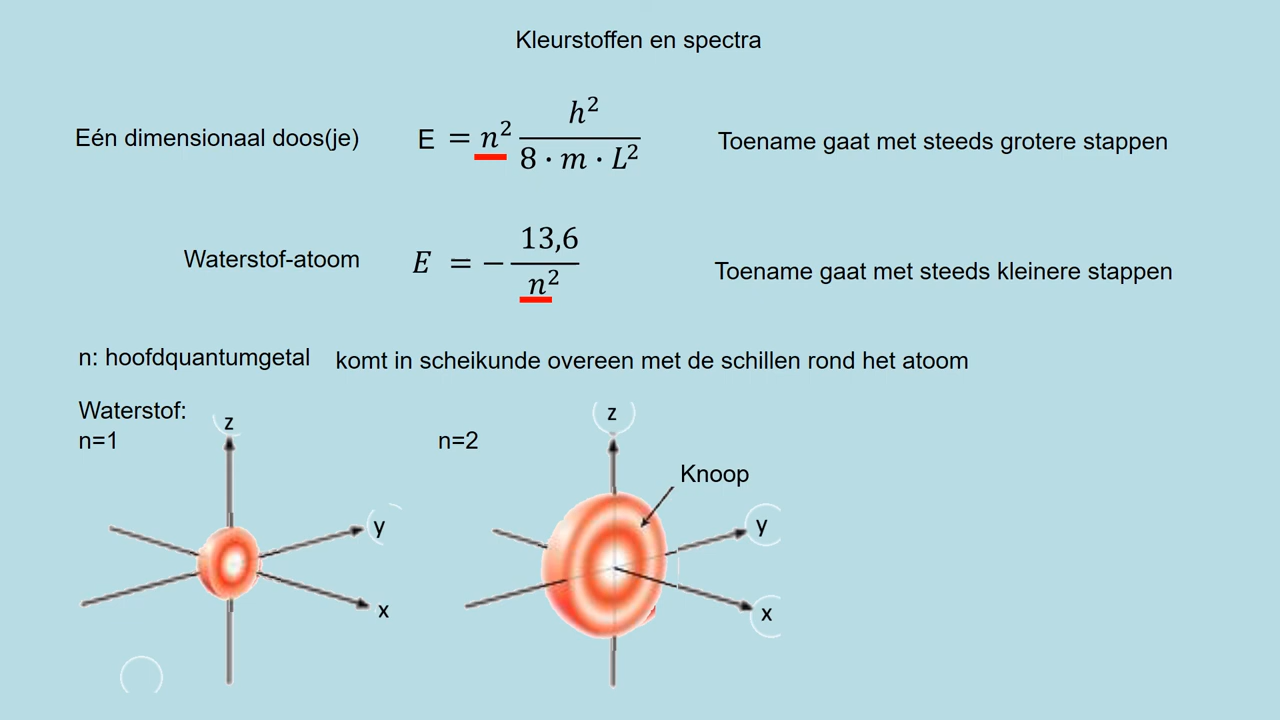 Kleurstoffen en spectra
Eén dimensionaal doos(je)
E = n² h² / 8 · m · L²
Toename gaat met steeds grotere stappen
Waterstof-atoom
E = − 13,6 / n²
Toename gaat met steeds kleinere stappen
n: hoofdquantumgetal
komt in scheikunde overeen met de schillen rond het atoom
Waterstof:
n=1
z
y
x
n=2
z
Knoop
y
x